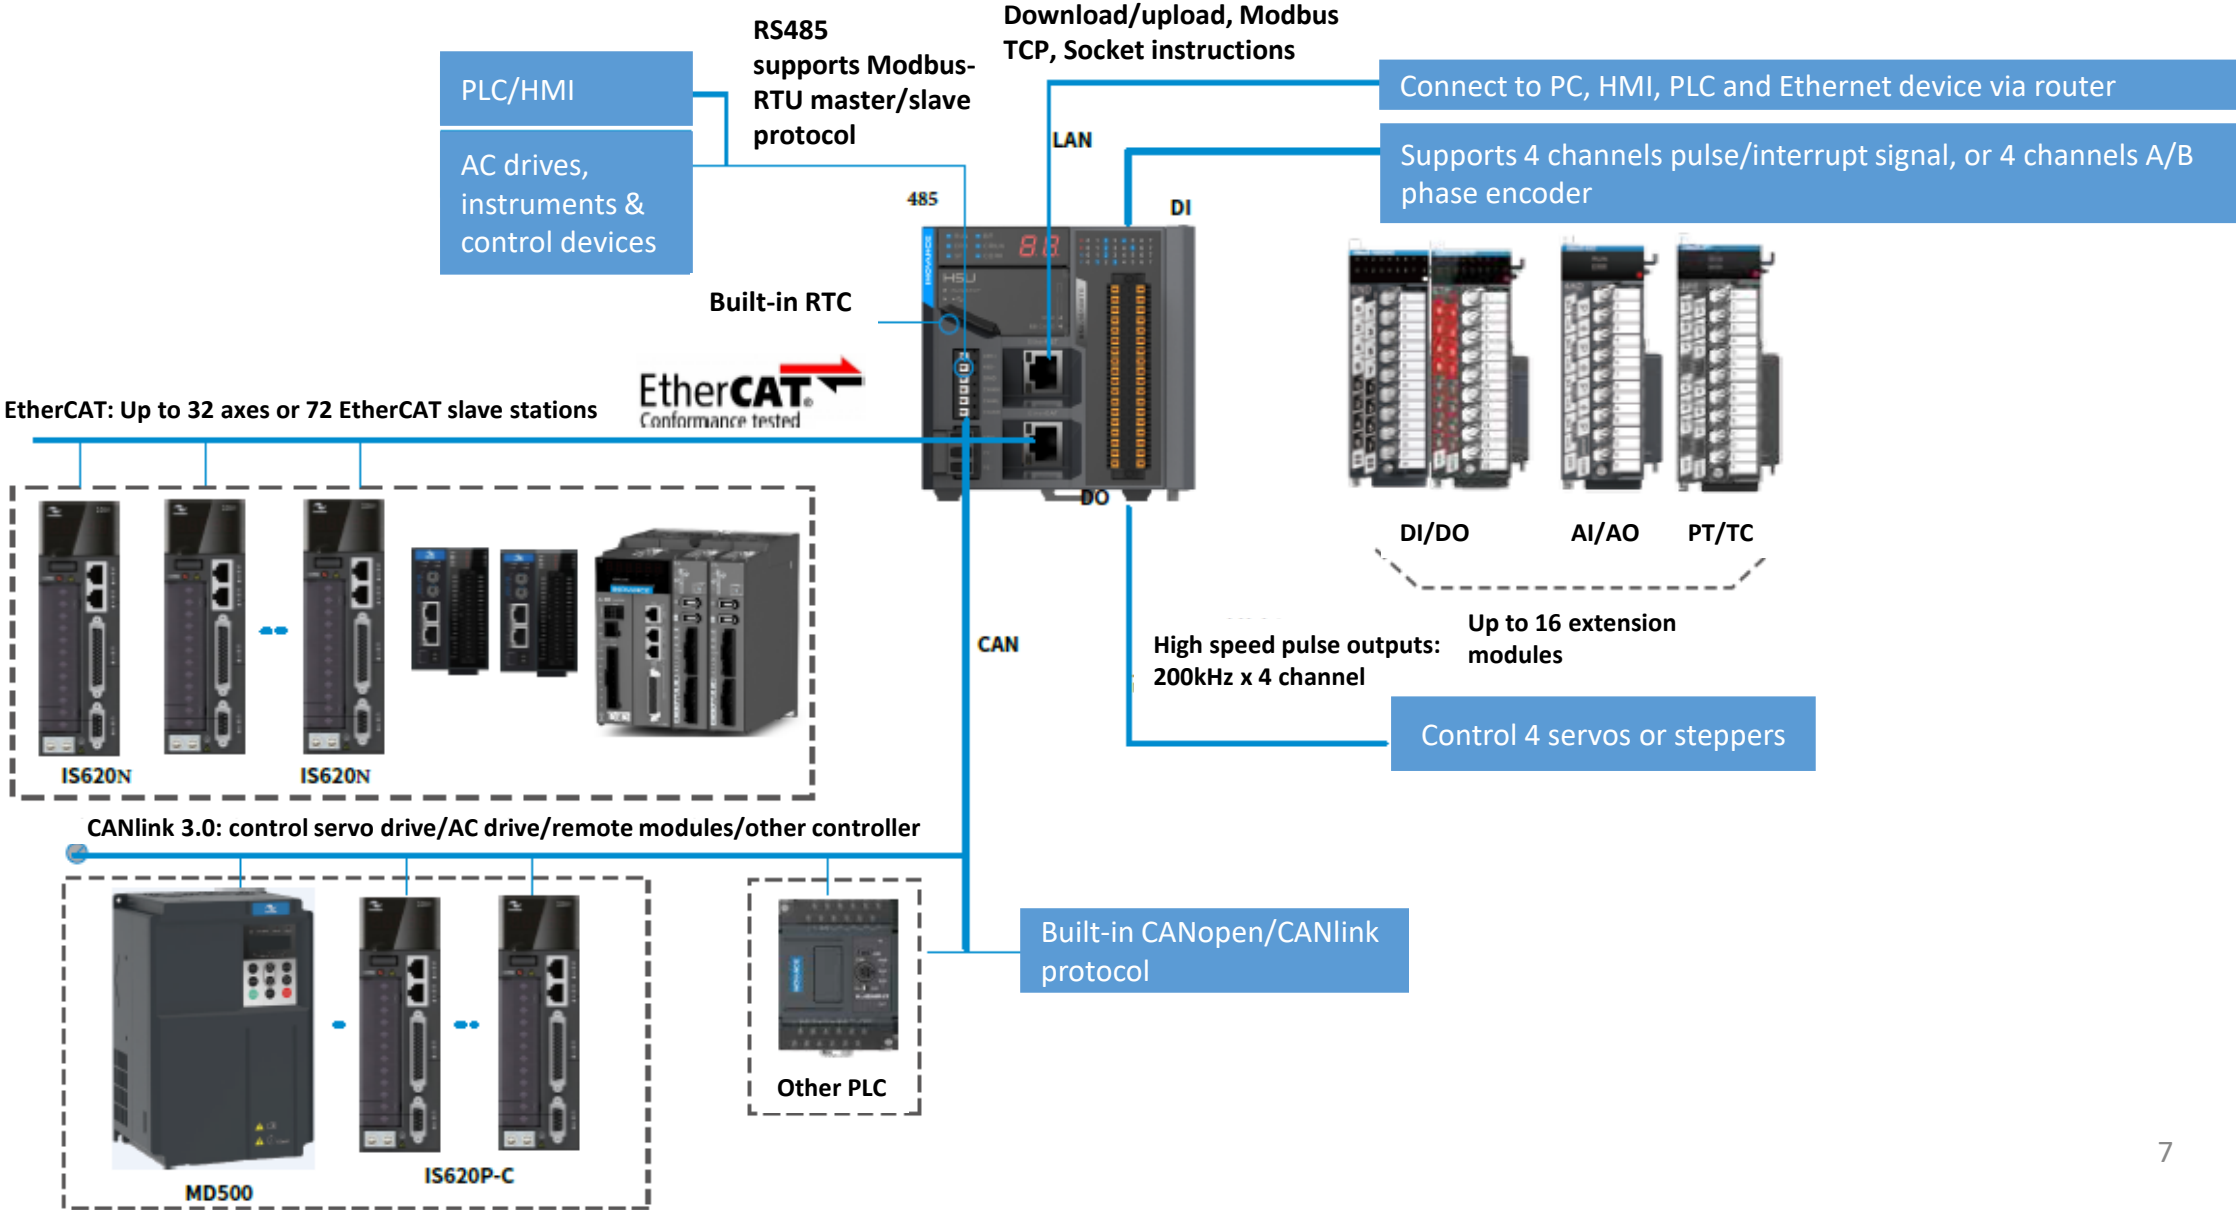 Download/upload, Modbus
TCP, Socket instructions
RS485
supports Modbus-
RTU master/slave
protocol
PLC/HMI
AC drives,
instruments &
control devices
Connect to PC, HMI, PLC and Ethernet device via router
Supports 4 channels pulse/interrupt signal, or 4 channels A/B
phase encoder
LAN
485
DI
INOVANCE
H5U
Built-in RTC
EtherCAT
Conformance tested
EtherCAT: Up to 32 axes or 72 EtherCAT slave stations
DO
DI/DO
AI/AO
PT/TC
Up to 16 extension
modules
High speed pulse outputs:
200kHz x 4 channel
Control 4 servos or steppers
CAN
INOVANCE
IS620N
IS620N
CANlink 3.0: control servo drive/AC drive/remote modules/other controller
Built-in CANopen/CANlink
protocol
INOVANCE
Other PLC
MD500
IS620P-C
7